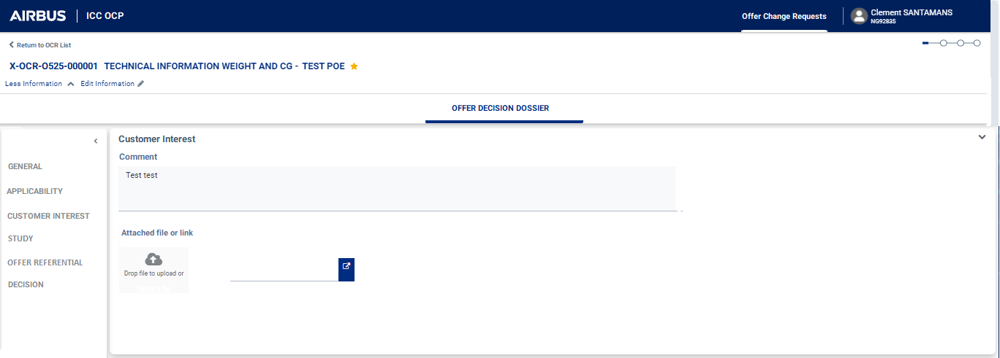 AIRBUS ICC OCP Offer Change Requests Clement SANTAMANS
NG92835
Return to OCR List
X-OCR-O525-000001 TECHNICAL INFORMATION WEIGHT AND CG - TEST POE
Less Information Edit Information
OFFER DECISION DOSSIER
Customer Interest
Comment
Test test
GENERAL
APPLICABILITY
CUSTOMER INTEREST
STUDY
OFFER REFERENTIAL
DECISION
Attached file or link
Drop file to upload or